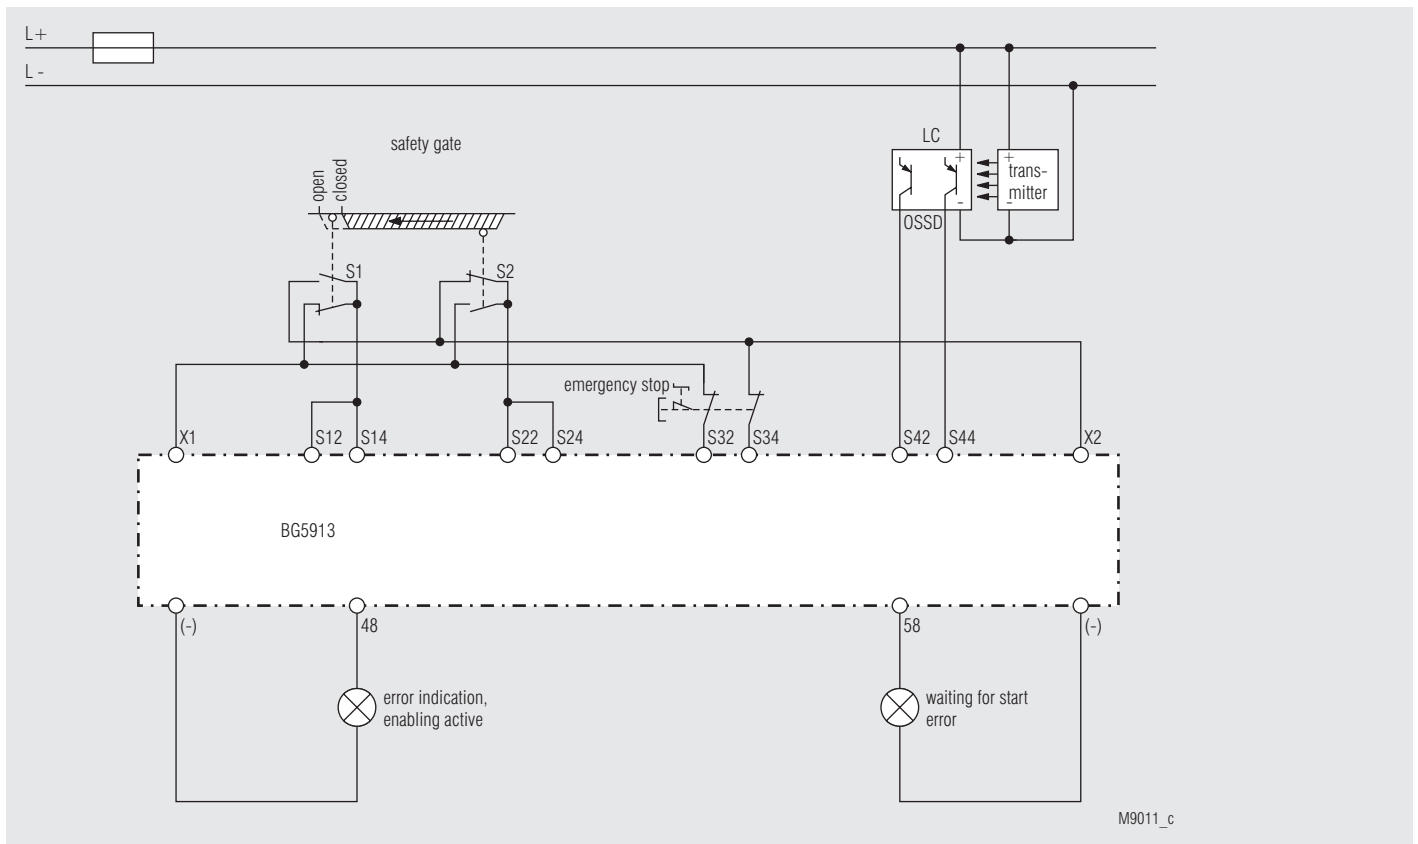 L+
L -
LC
safety gate
open
closed
+
+
trans-
mitter
-
-
OSSD
S1
S2
emergency stop
X1
S12
S14
S22
S24
S32
S34
S42
S44
X2
BG5913
(-)
48
58
(-)
error indication,
enabling active
waiting for start
error
M9011_c